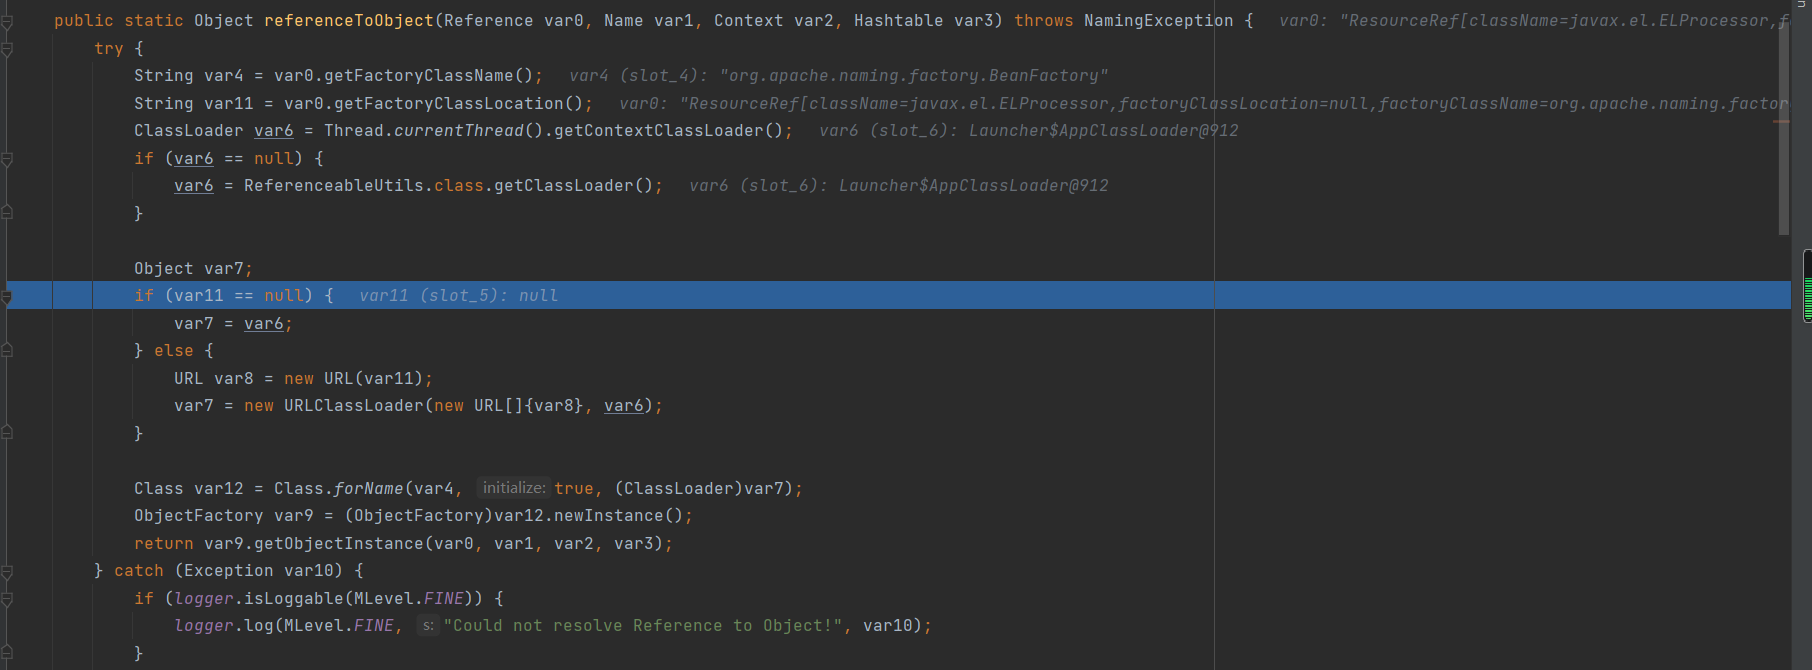 public static Object referenceToObject(Reference var0, Name var1, Context var2, Hashtable var3) throws NamingException {   var0: "ResourceRef[className=javax.el.ELProcessor,f
try {
String var4 = var0.getFactoryClassName();   var4 (slot_4): "org.apache.naming.factory.BeanFactory"
String var11 = var0.getFactoryClassLocation();   var0: "ResourceRef[className=javax.el.ELProcessor,factoryClassLocation=null,factoryClassName=org.apache.naming.factor
ClassLoader var6 = Thread.currentThread().getContextClassLoader();   var6 (slot_6): Launcher$AppClassLoader@912
if (var6 == null) {
var6 = ReferenceableUtils.class.getClassLoader();   var6 (slot_6): Launcher$AppClassLoader@912
}
Object var7;
if (var11 == null) {   var11 (slot_5): null
var7 = var6;
} else {
URL var8 = new URL(var11);
var7 = new URLClassLoader(new URL[]{var8}, var6);
}
Class var12 = Class.forName(var4, initialize: true, (ClassLoader)var7);
ObjectFactory var9 = (ObjectFactory)var12.newInstance();
return var9.getObjectInstance(var0, var1, var2, var3);
} catch (Exception var10) {
if (logger.isLoggable(MLevel.FINE)) {
logger.log(MLevel.FINE, s: "Could not resolve Reference to Object!", var10);
}